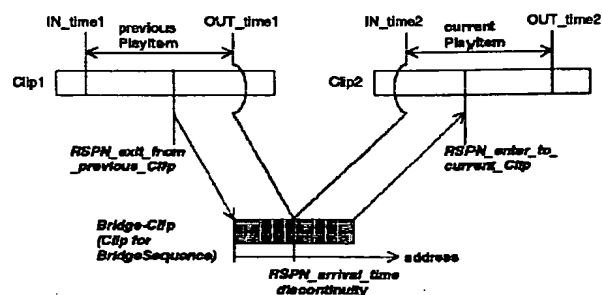 IN_time1
previous
PlayItem
OUT_time1
IN_time2
current
PlayItem
OUT_time2
Clip1
Clip2
RSPN_exit_from
_previous_Clip
RSPN_enter_to_
current_Clip
Bridge-Clip
(Clip for
BridgeSequence)
address
RSPN_arrival_time
discontinuity